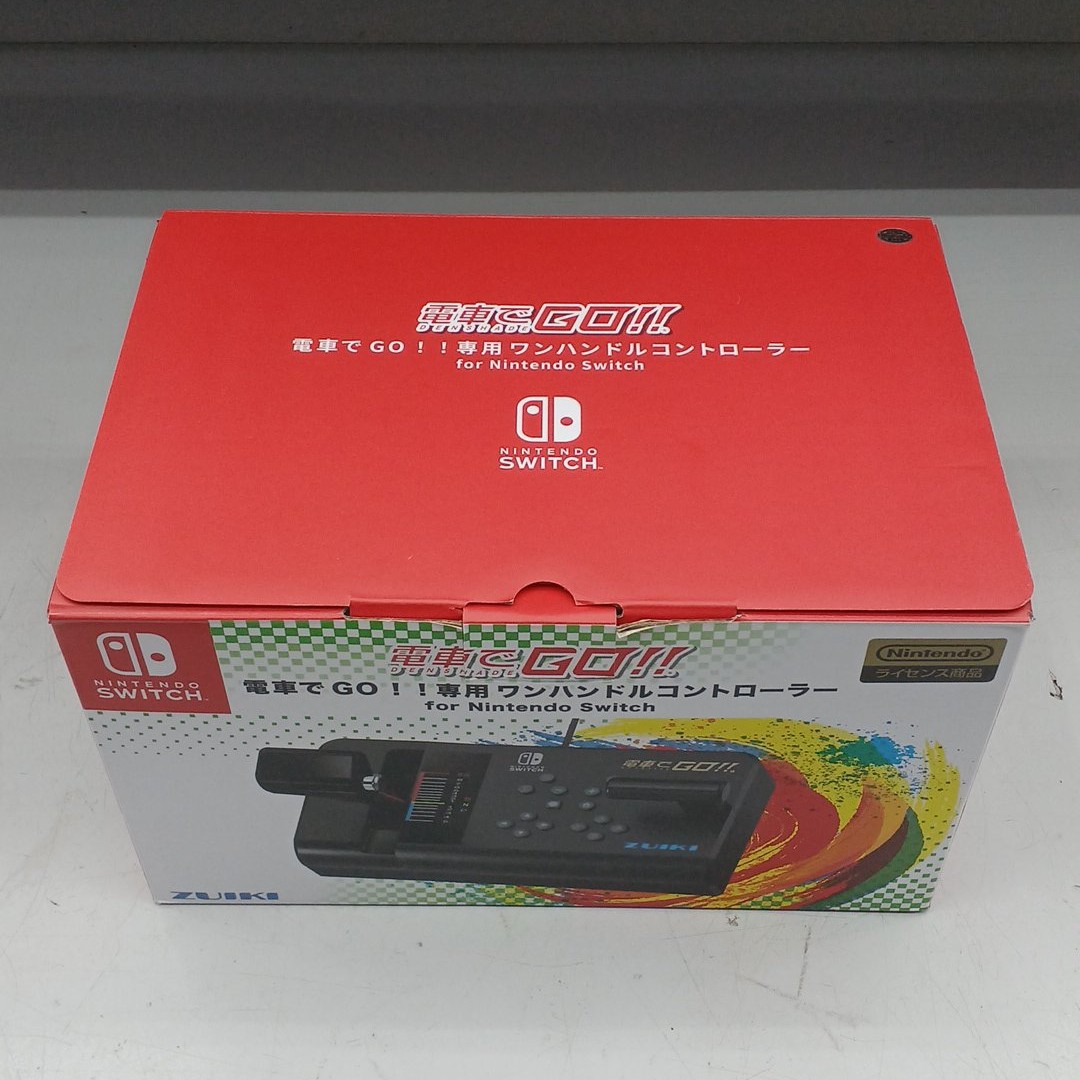 電車でGO!!
DENSHADE
電車でGO！！専用ワンハンドルコントローラー
for Nintendo Switch
NINTENDO
SWITCH
NINTENDO
SWITCH
電車でGO!!
DENSHADE
電車でGO！！専用ワンハンドルコントローラー
for Nintendo Switch
Nintendo
ライセンス商品
NINTENDO
SWITCH
電車でGO!!
ZUIKI
ZUIKI